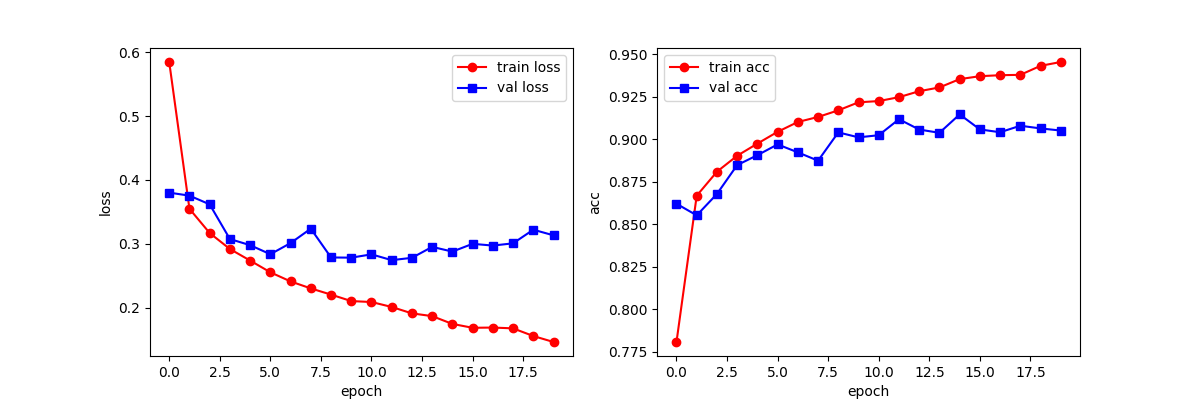 0.6
0.5
0.4
0.3
0.2
loss
0.0 2.5 5.0 7.5 10.0 12.5 15.0 17.5
epoch
train loss
val loss
0.950
0.925
0.900
0.875
0.850
0.825
0.800
0.775
acc
0.0 2.5 5.0 7.5 10.0 12.5 15.0 17.5
epoch
train acc
val acc